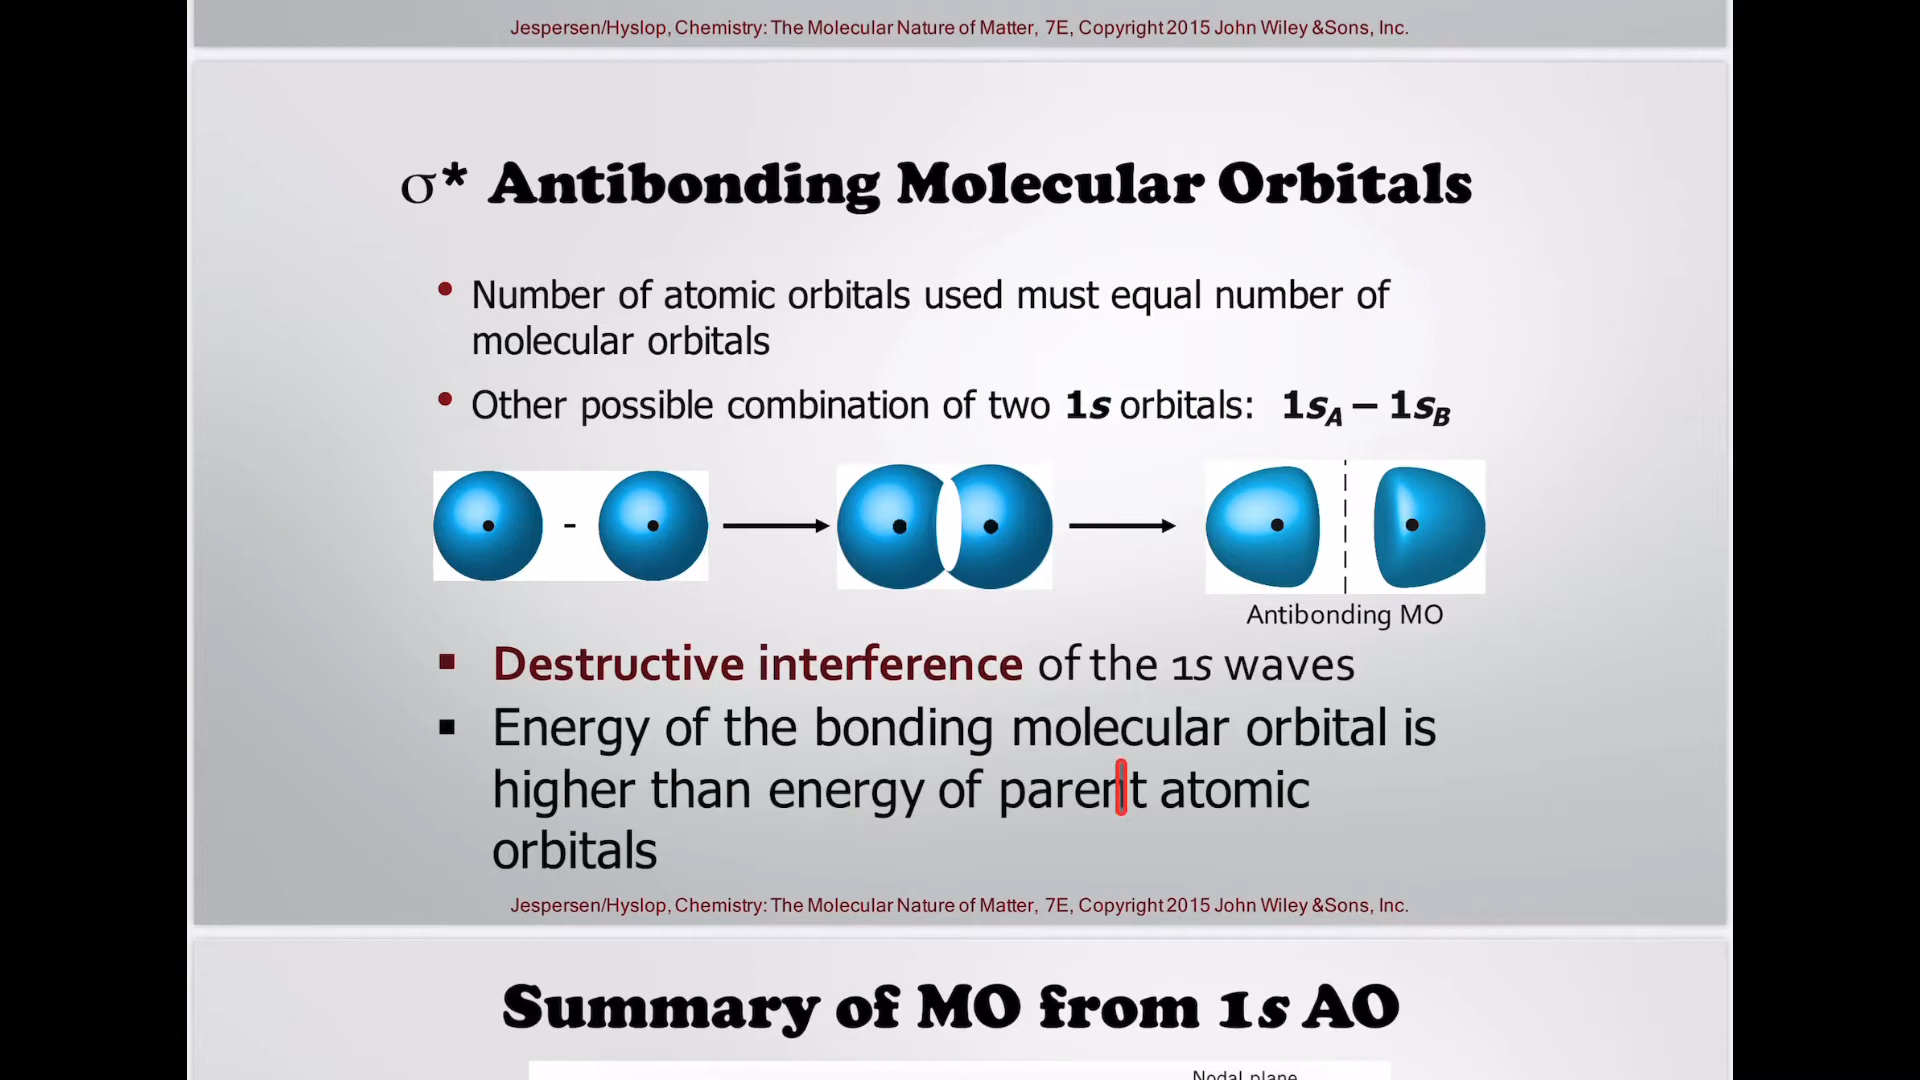 Jespersen/Hyslop, Chemistry: The Molecular Nature of Matter, 7E, Copyright 2015 John Wiley &Sons, Inc.
σ* Antibonding Molecular Orbitals
• Number of atomic orbitals used must equal number of
molecular orbitals
• Other possible combination of two 1s orbitals: 1sA – 1sB
-
Antibonding MO
▪ Destructive interference of the 1s waves
▪ Energy of the bonding molecular orbital is
higher than energy of parent atomic
orbitals
Jespersen/Hyslop, Chemistry: The Molecular Nature of Matter, 7E, Copyright 2015 John Wiley &Sons, Inc.
Summary of MO from 1s AO
Nodal plane